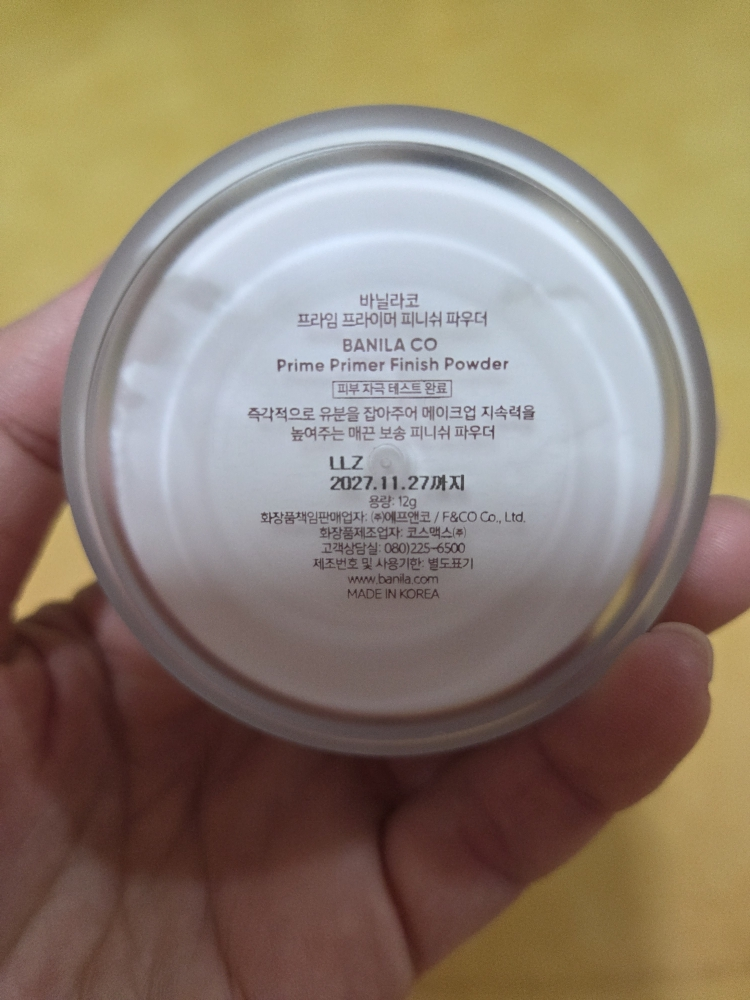 바닐라코
프라임 프라이머 피니쉬 파우더
BANILA CO
Prime Primer Finish Powder
피부 자극 테스트 완료
즉각적으로 유분을 잡아주어 메이크업 지속력을
높여주는 매끈 보송 피니쉬 파우더
LLZ
2027.11.27까지
용량: 12g
화장품책임판매업자: ㈜에프앤코 / F&CO Co., Ltd.
화장품제조업자: 코스맥스㈜
고객상담실: 080)225-6500
제조번호 및 사용기한: 별도표기
www.banila.com
MADE IN KOREA